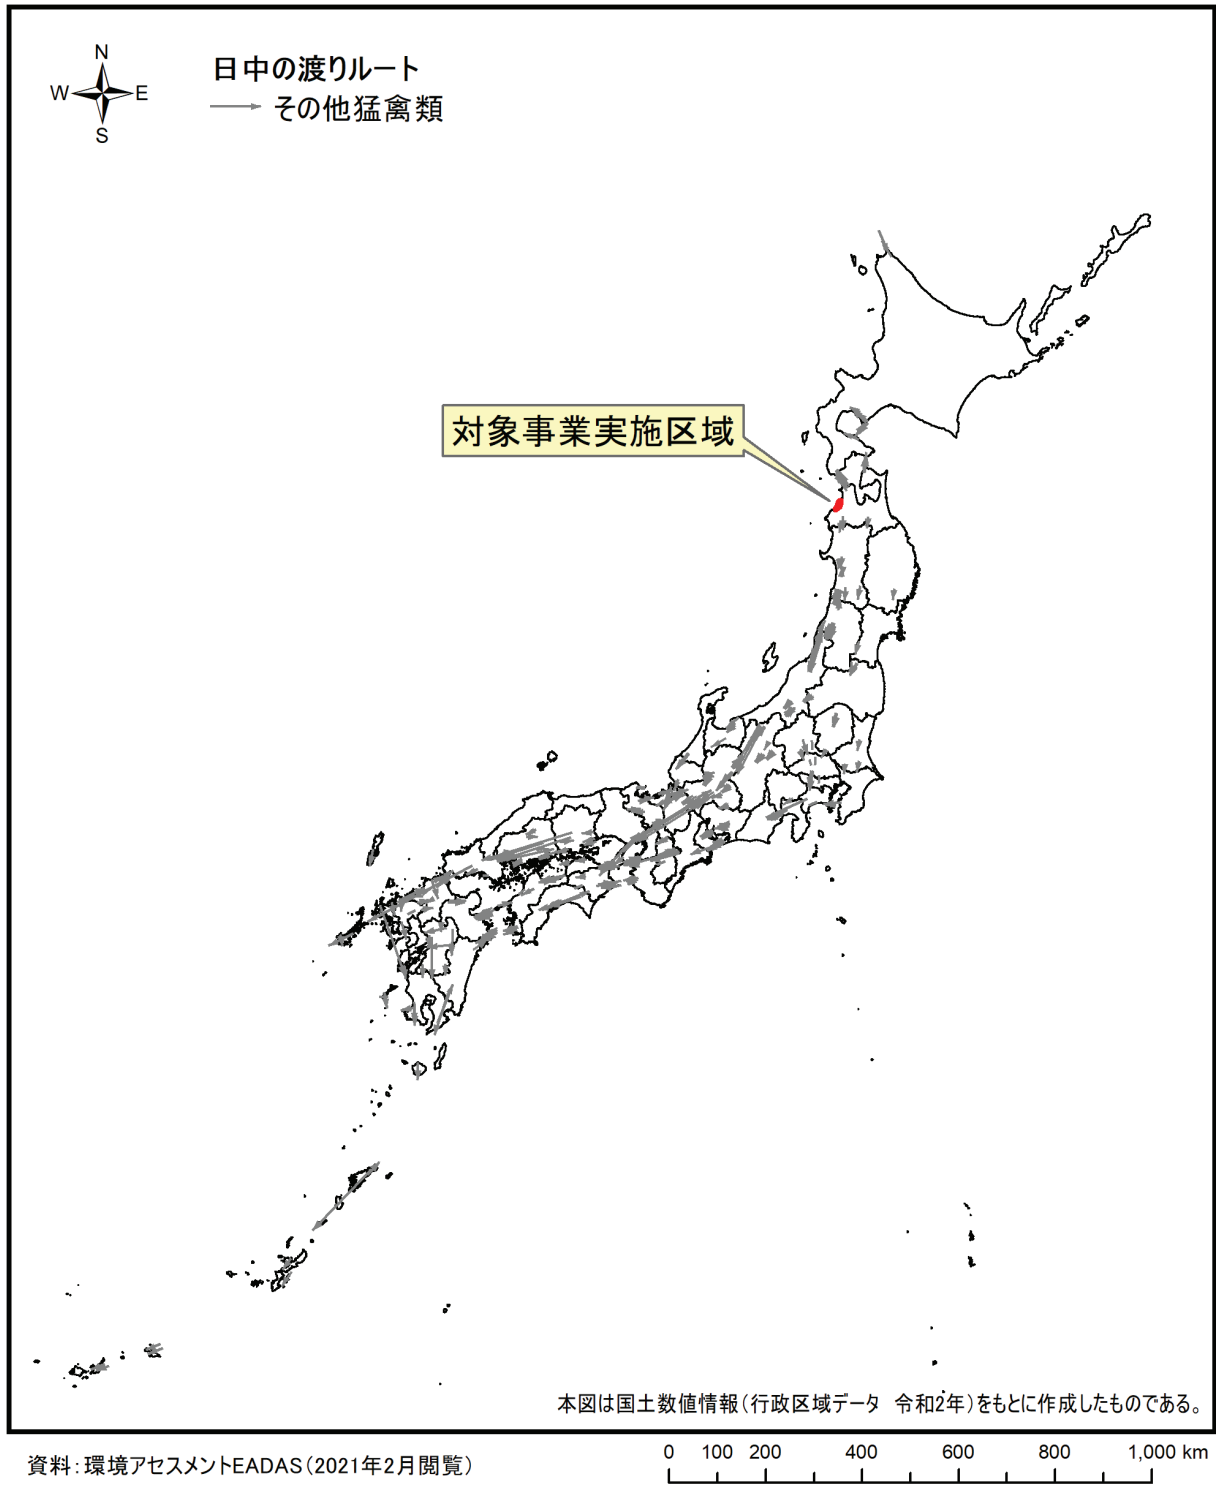 N
日中の渡りルート
W E
その他猛禽類
S
対象事業実施区域
本図は国土数値情報(行政区域データ 令和2年)をもとに作成したものである。
資料:環境アセスメントEADAS(2021年2月閲覧)
0 100 200 400 600 800 1,000 km